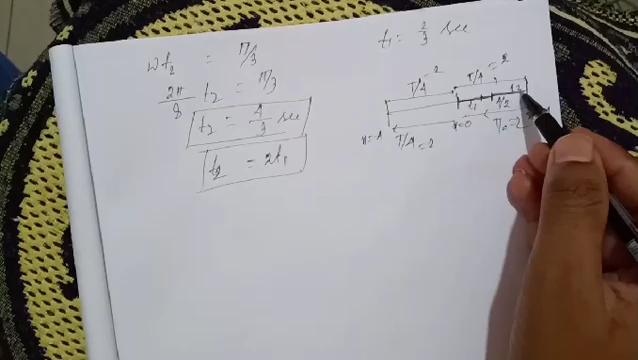 ωt₂ = π/3
t₁ = 2/3 sec
2π/8 t₂ = π/3
t₂ = 4/3 sec
t₂ = 2t₁
T/4 = 2
T/4 = 2
t₁
A/2
T/4 = 2
x=0
T/4 = 2